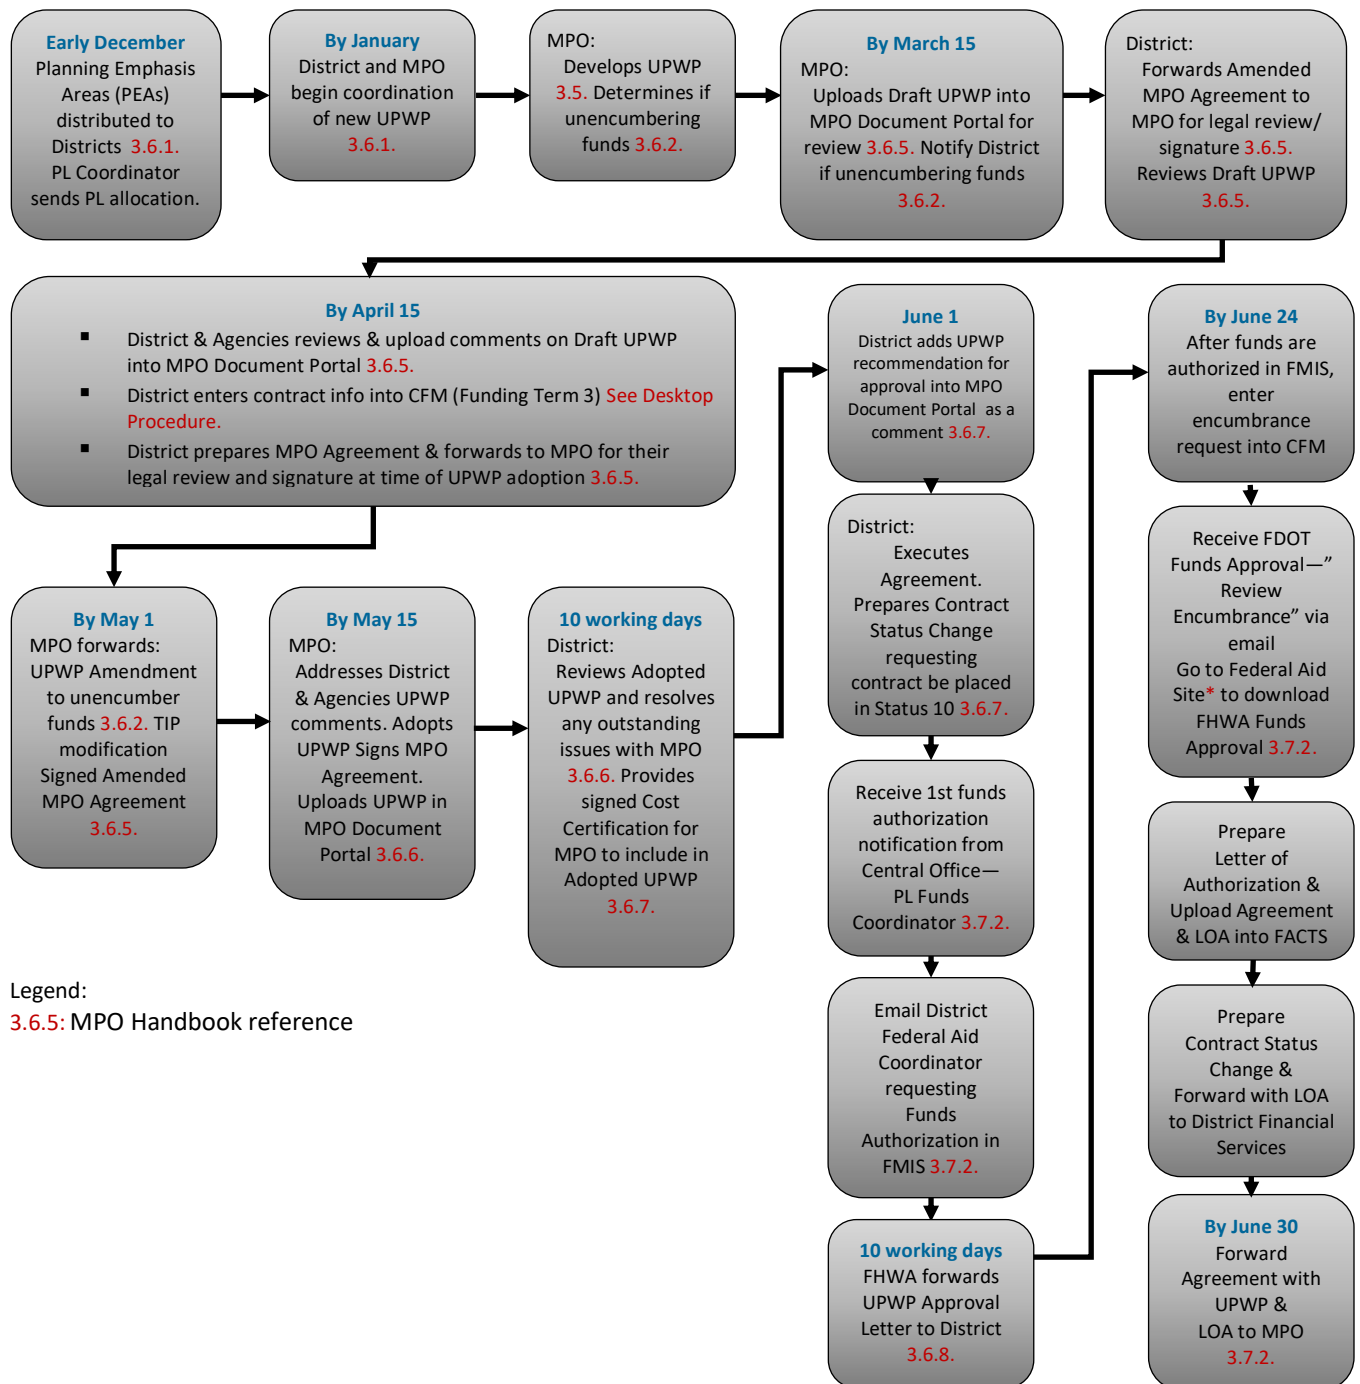 Early December
Planning Emphasis
Areas (PEAs)
distributed to
Districts 3.6.1.
PL Coordinator
sends PL allocation.
By January
District and MPO
begin coordination
of new UPWP
3.6.1.
MPO:
Develops UPWP
3.5. Determines if
unencumbering
funds 3.6.2.
By March 15
MPO:
Uploads Draft UPWP into
MPO Document Portal for
review 3.6.5. Notify District
if unencumbering funds
3.6.2.
District:
Forwards Amended
MPO Agreement to
MPO for legal review/
signature 3.6.5.
Reviews Draft UPWP
3.6.5.
By April 15
▪ District & Agencies reviews & upload comments on Draft UPWP
into MPO Document Portal 3.6.5.
▪ District enters contract info into CFM (Funding Term 3) See Desktop
Procedure.
▪ District prepares MPO Agreement & forwards to MPO for their
legal review and signature at time of UPWP adoption 3.6.5.
By May 1
MPO forwards:
UPWP Amendment
to unencumber
funds 3.6.2. TIP
modification
Signed Amended
MPO Agreement
3.6.5.
By May 15
MPO:
Addresses District
& Agencies UPWP
comments. Adopts
UPWP Signs MPO
Agreement.
Uploads UPWP in
MPO Document
Portal 3.6.6.
10 working days
District:
Reviews Adopted
UPWP and resolves
any outstanding
issues with MPO
3.6.6. Provides
signed Cost
Certification for
MPO to include in
Adopted UPWP
3.6.7.
June 1
District adds UPWP
recommendation for
approval into MPO
Document Portal as a
comment 3.6.7.
District:
Executes
Agreement.
Prepares Contract
Status Change
requesting
contract be placed
in Status 10 3.6.7.
Receive 1st funds
authorization
notification from
Central Office—
PL Funds
Coordinator 3.7.2.
Email District
Federal Aid
Coordinator
requesting
Funds
Authorization in
FMIS 3.7.2.
10 working days
FHWA forwards
UPWP Approval
Letter to District
3.6.8.
By June 24
After funds are
authorized in FMIS,
enter
encumbrance
request into CFM
Receive FDOT
Funds Approval—”
Review
Encumbrance” via
email
Go to Federal Aid
Site* to download
FHWA Funds
Approval 3.7.2.
Prepare
Letter of
Authorization &
Upload Agreement
& LOA into FACTS
Prepare
Contract Status
Change &
Forward with LOA
to District Financial
Services
By June 30
Forward
Agreement with
UPWP &
LOA to MPO
3.7.2.
Legend:
3.6.5: MPO Handbook reference